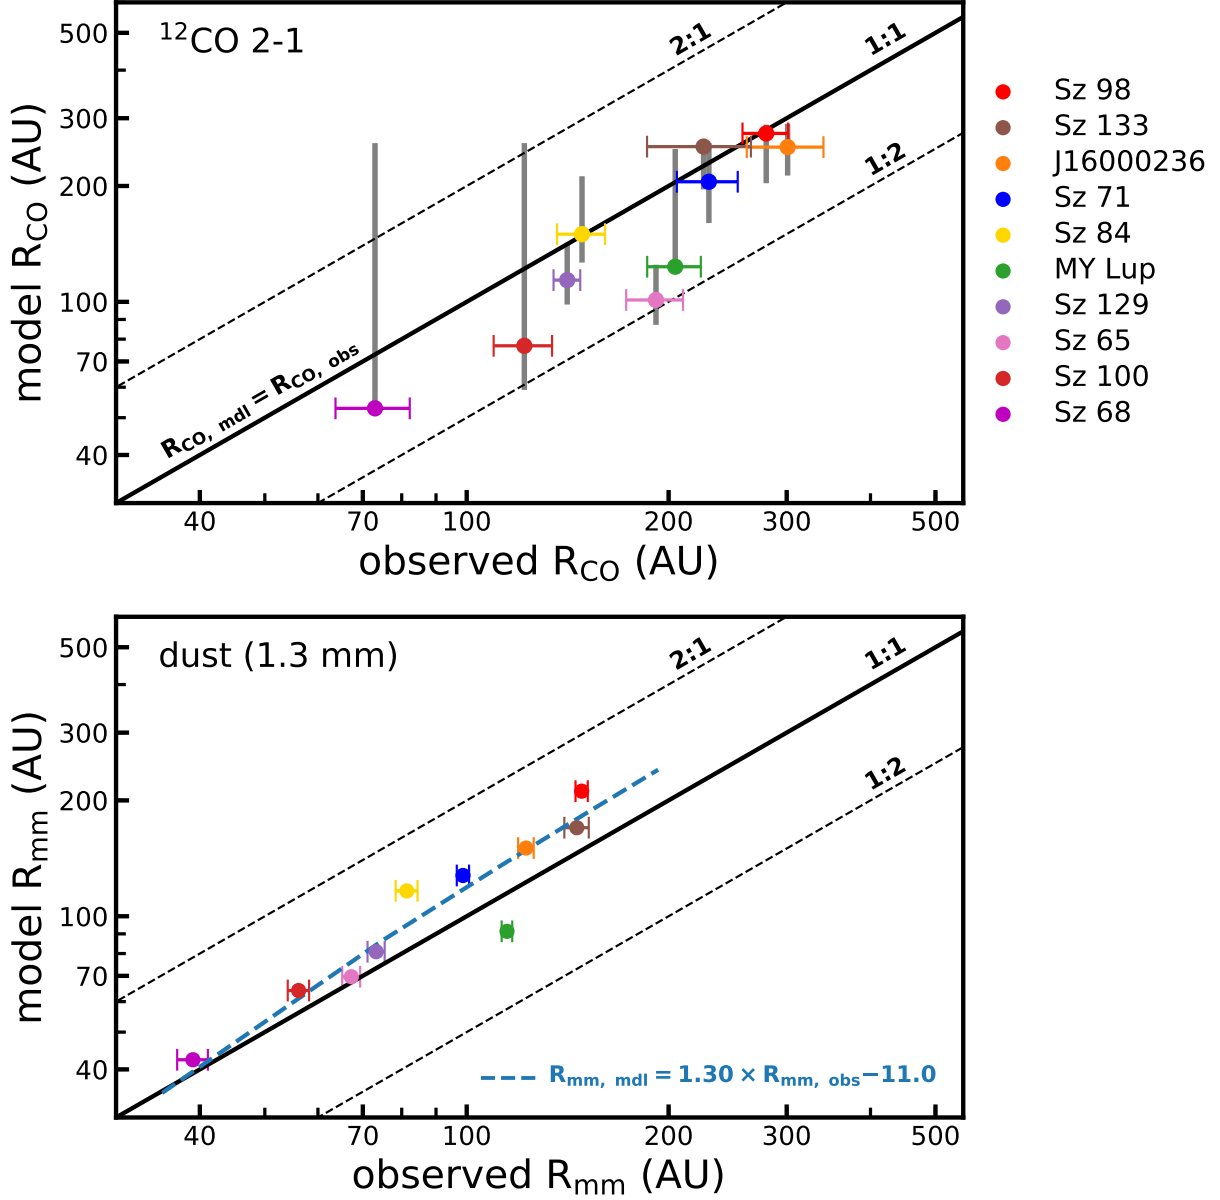 ¹²CO 2-1
2:1
1:1
1:2
R_CO, mdl = R_CO, obs
500
300
200
100
70
40
model R_CO (AU)
40 70 100 200 300 500
observed R_CO (AU)
Sz 98
Sz 133
J16000236
Sz 71
Sz 84
MY Lup
Sz 129
Sz 65
Sz 100
Sz 68
dust (1.3 mm)
2:1
1:1
1:2
500
300
200
100
70
40
model R_mm (AU)
R_mm, mdl = 1.30 × R_mm, obs−11.0
40 70 100 200 300 500
observed R_mm (AU)